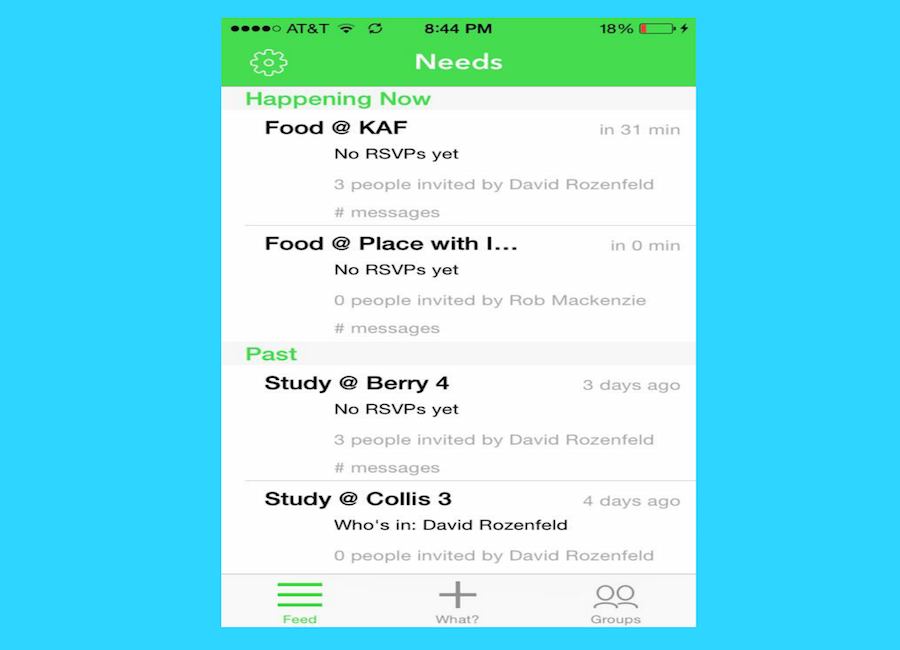 AT&T 8:44 PM 18%
Needs
Happening Now
Food @ KAF in 31 min
No RSVPs yet
3 people invited by David Rozenfeld
# messages
Food @ Place with I... in 0 min
No RSVPs yet
0 people invited by Rob Mackenzie
# messages
Past
Study @ Berry 4 3 days ago
No RSVPs yet
3 people invited by David Rozenfeld
# messages
Study @ Collis 3 4 days ago
Who's in: David Rozenfeld
0 people invited by David Rozenfeld
Feed What? Groups